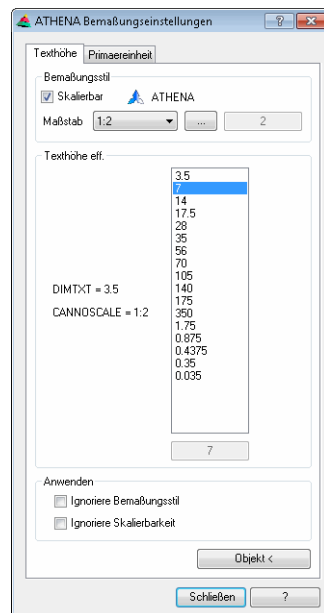 ATHENA Bemaßungseinstellungen
Texthöhe Primaereinheit
Bemaßungsstil
Skalierbar ATHENA
Maßstab 1:2 ... 2
Texthöhe eff.
3.5
7
14
17.5
28
35
56
70
105
140
175
350
1.75
0.875
0.4375
0.35
0.035
DIMTXT = 3.5
CANNOSCALE = 1:2
7
Anwenden
Ignoriere Bemaßungsstil
Ignoriere Skalierbarkeit
Objekt <
Schließen ?